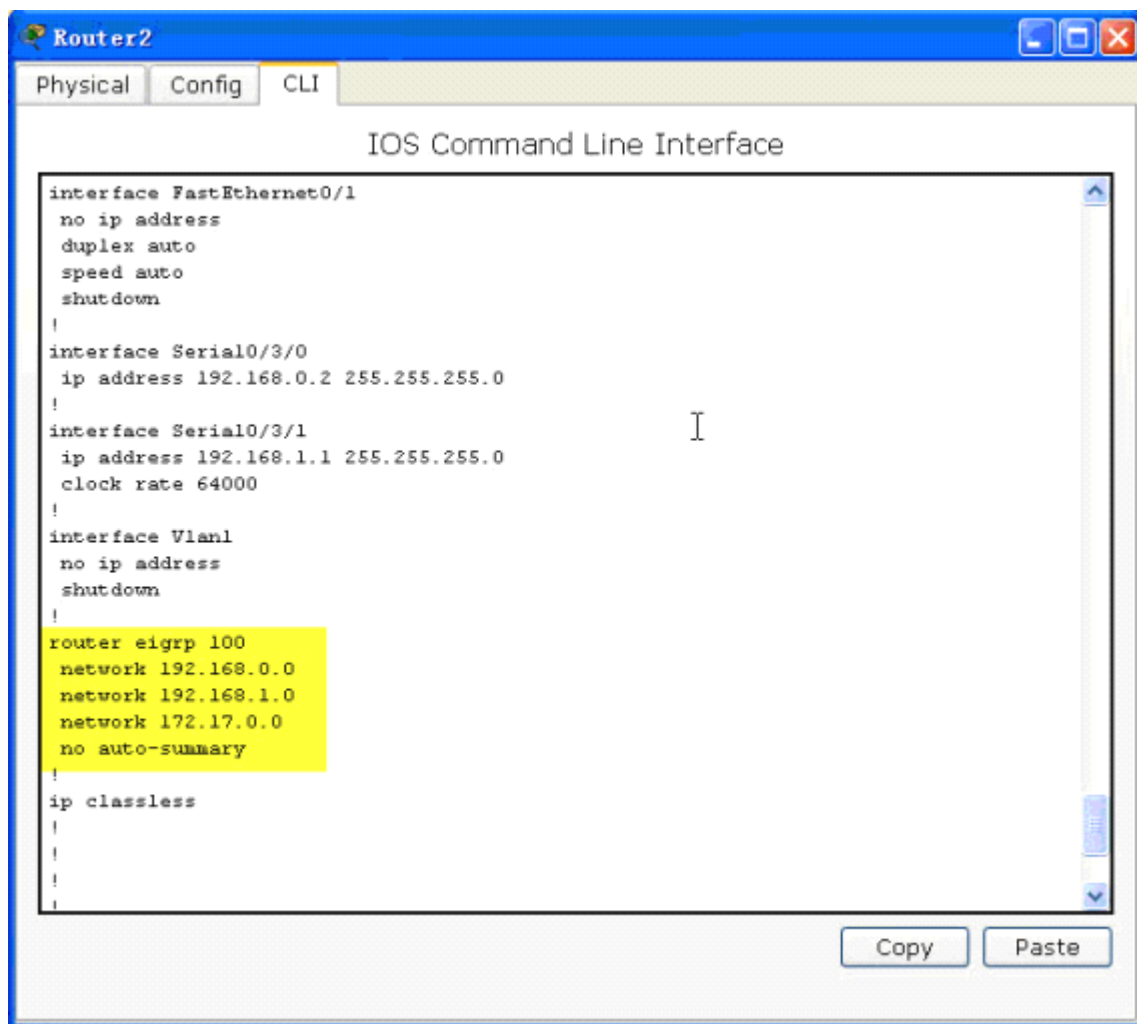 Router2
Physical Config CLI
IOS Command Line Interface
interface FastEthernet0/1
 no ip address
 duplex auto
 speed auto
 shutdown
!
interface Serial0/3/0
 ip address 192.168.0.2 255.255.255.0
!
interface Serial0/3/1
 ip address 192.168.1.1 255.255.255.0
 clock rate 64000
!
interface Vlan1
 no ip address
 shutdown
!
router eigrp 100
 network 192.168.0.0
 network 192.168.1.0
 network 172.17.0.0
 no auto-summary
!
ip classless
!
!
!
!
Copy Paste